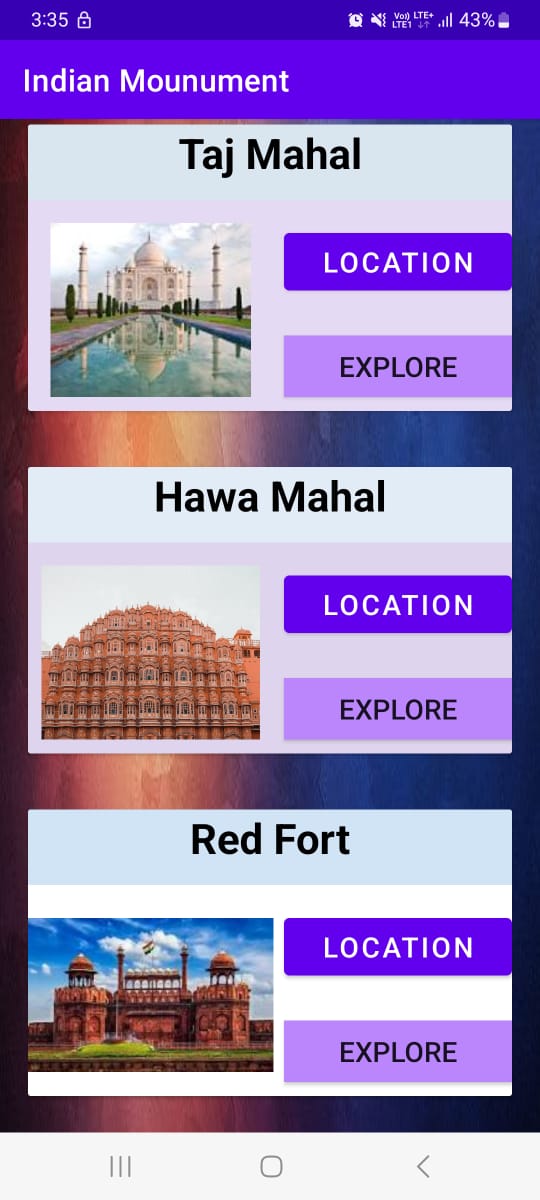 3:35
Vo) LTE+
LTE1
43%
Indian Mounument
Taj Mahal
LOCATION
EXPLORE
Hawa Mahal
LOCATION
EXPLORE
Red Fort
LOCATION
EXPLORE